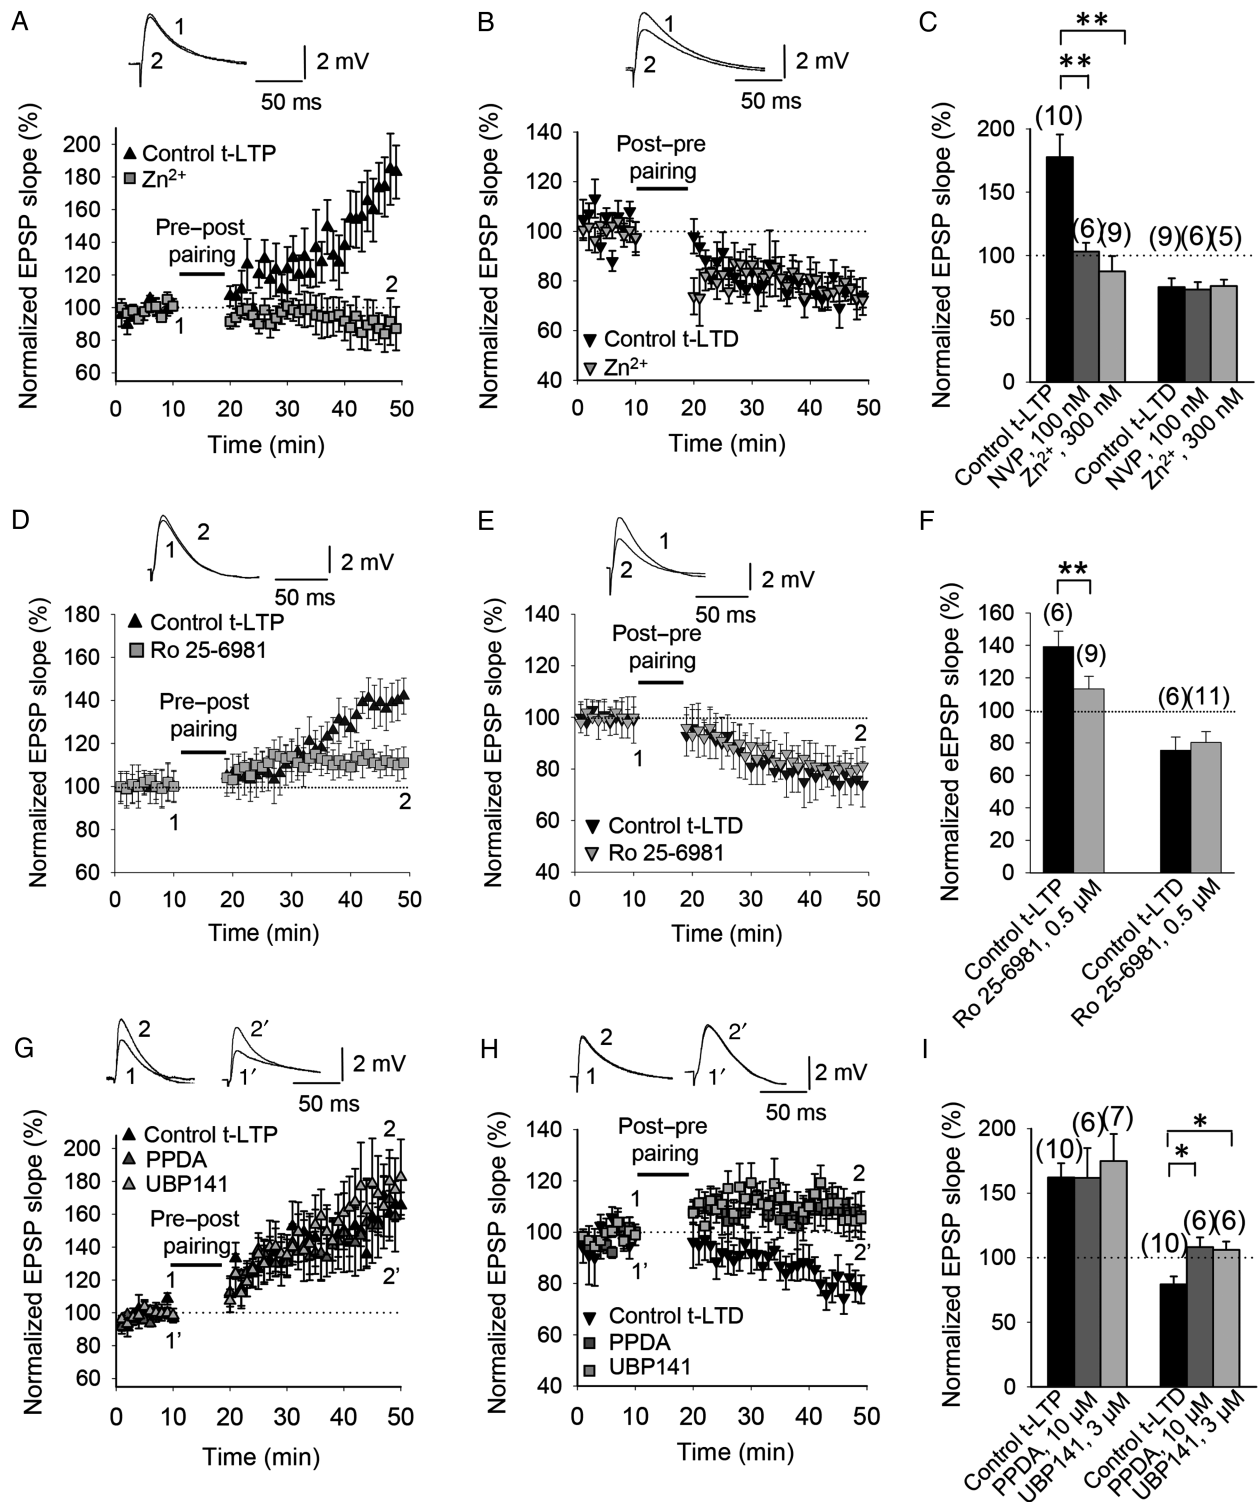 A
1
2
2 mV
50 ms
Normalized EPSP slope (%)
200
180
160
140
120
100
80
60
Control t-LTP
Zn²⁺
Pre–post
pairing
1
2
0 10 20 30 40 50
Time (min)
B
1
2
2 mV
50 ms
Normalized EPSP slope (%)
140
120
100
80
60
40
Post–pre
pairing
Control t-LTD
Zn²⁺
0 10 20 30 40 50
Time (min)
C
**
**
Normalized EPSP slope (%)
200
150
100
50
0
(10)
(6)(9) (9)(6)(5)
Control t-LTP
NVP, 100 nM
Zn²⁺, 300 nM
Control t-LTD
NVP, 100 nM
Zn²⁺, 300 nM
D
2
1
2 mV
50 ms
Normalized EPSP slope (%)
180
160
140
120
100
80
60
Control t-LTP
Ro 25-6981
Pre–post
pairing
1
2
0 10 20 30 40 50
Time (min)
E
1
2
2 mV
50 ms
Normalized EPSP slope (%)
140
120
100
80
60
40
Post–pre
pairing
1
2
Control t-LTD
Ro 25-6981
0 10 20 30 40 50
Time (min)
F
**
Normalized eEPSP slope (%)
160
140
120
100
80
60
40
20
0
(6)
(9)
(6)(11)
Control t-LTP
Ro 25-6981, 0.5 µM
Control t-LTD
Ro 25-6981, 0.5 µM
G
2
1
2′
1′
2 mV
50 ms
Normalized EPSP slope (%)
200
180
160
140
120
100
80
60
Control t-LTP
PPDA
UBP141
Pre–post
pairing
1
1'
2
2'
0 10 20 30 40 50
Time (min)
H
2
1
2′
1′
2 mV
50 ms
Normalized EPSP slope (%)
140
120
100
80
60
40
Post–pre
pairing
1
1'
2
2'
Control t-LTD
PPDA
UBP141
0 10 20 30 40 50
Time (min)
I
*
*
Normalized EPSP slope (%)
200
150
100
50
0
(10)
(6)(7)
(10)
(6)(6)
Control t-LTP
PPDA, 10 µM
UBP141, 3 µM
Control t-LTD
PPDA, 10 µM
UBP141, 3 µM